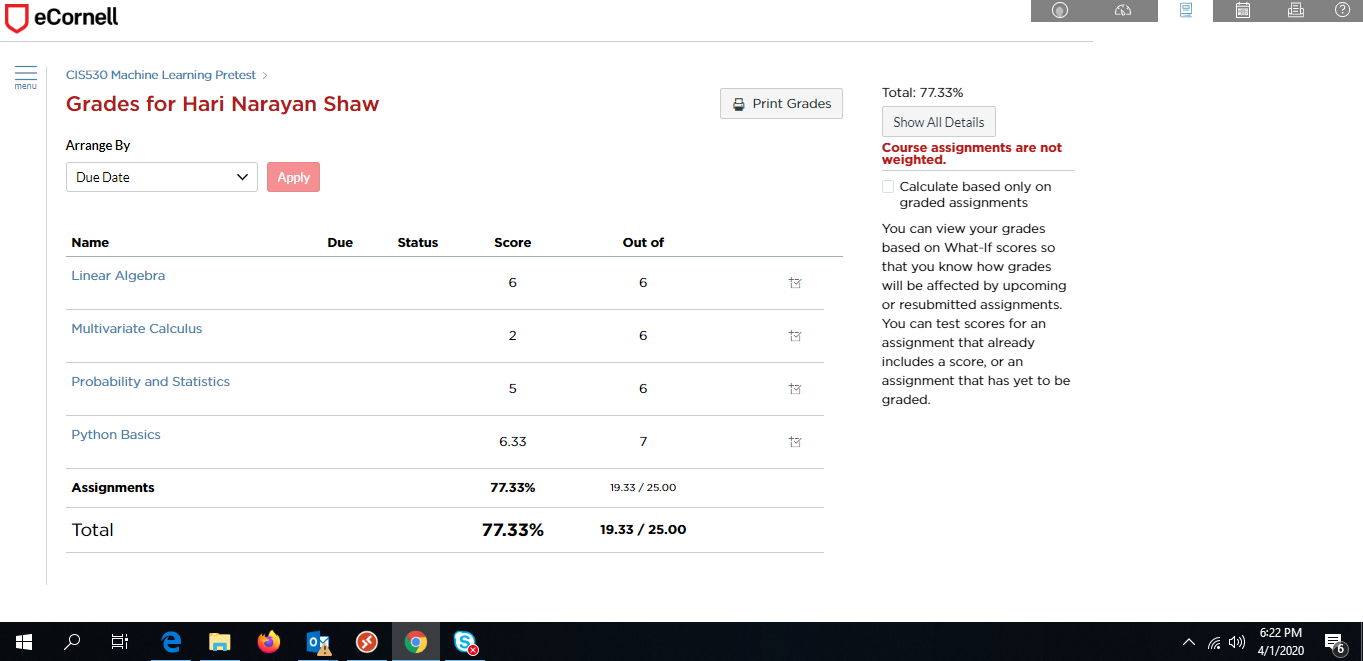 eCornell
menu
CIS530 Machine Learning Pretest >
Grades for Hari Narayan Shaw
Print Grades
Arrange By
Due Date
Apply
Name Due Status Score Out of
Linear Algebra 6 6
Multivariate Calculus 2 6
Probability and Statistics 5 6
Python Basics 6.33 7
Assignments 77.33% 19.33 / 25.00
Total 77.33% 19.33 / 25.00
Total: 77.33%
Show All Details
Course assignments are not
weighted.
Calculate based only on
graded assignments
You can view your grades
based on What-If scores so
that you know how grades
will be affected by upcoming
or resubmitted assignments.
You can test scores for an
assignment that already
includes a score, or an
assignment that has yet to be
graded.
6:22 PM
4/1/2020
6